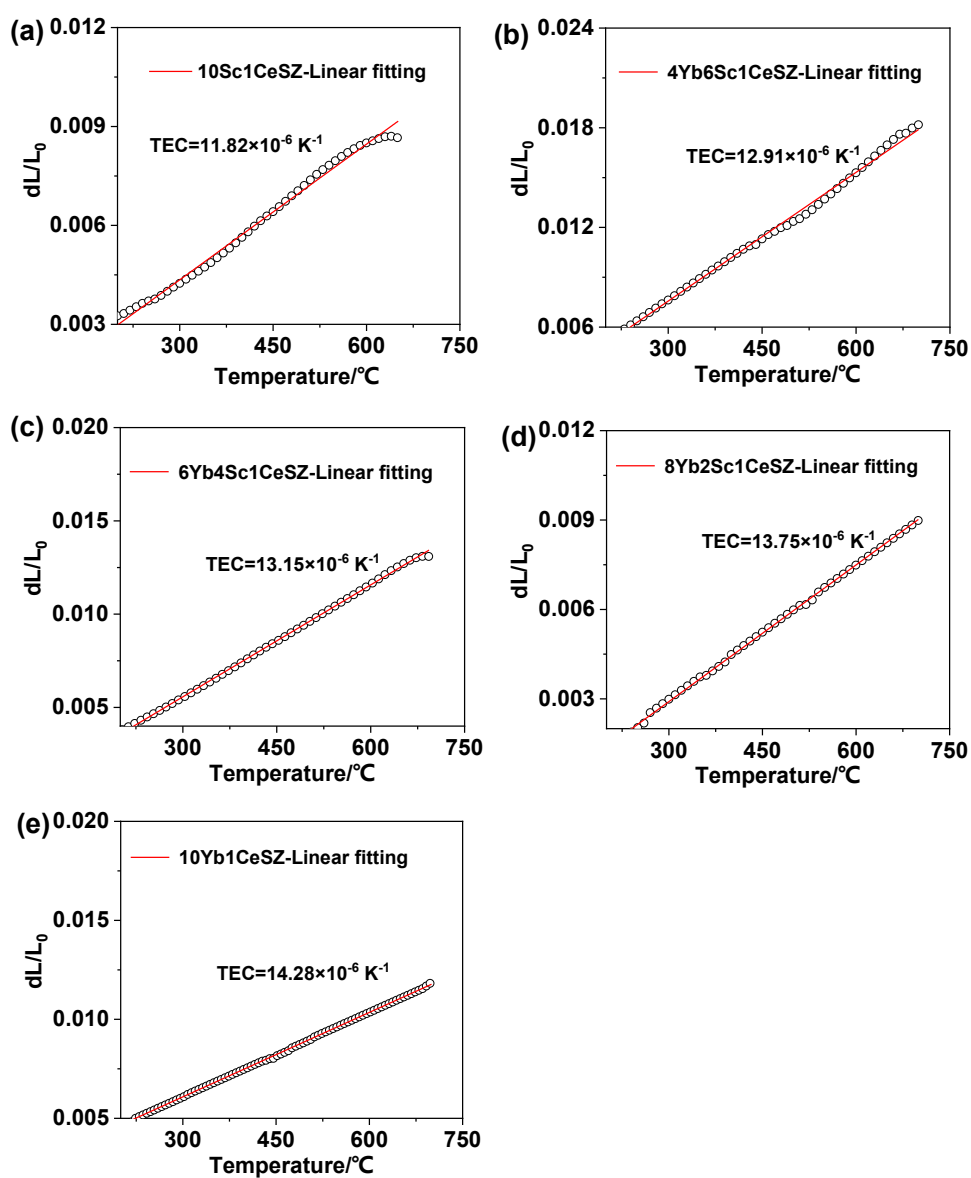 (a)
0.012
0.009
0.006
0.003
dL/L₀
10Sc1CeSZ-Linear fitting
TEC=11.82×10⁻⁶ K⁻¹
300 450 600 750
Temperature/℃
(b)
0.024
0.018
0.012
0.006
dL/L₀
4Yb6Sc1CeSZ-Linear fitting
TEC=12.91×10⁻⁶ K⁻¹
300 450 600 750
Temperature/℃
(c)
0.020
0.015
0.010
0.005
dL/L₀
6Yb4Sc1CeSZ-Linear fitting
TEC=13.15×10⁻⁶ K⁻¹
300 450 600 750
Temperature/℃
(d)
0.012
0.009
0.006
0.003
dL/L₀
8Yb2Sc1CeSZ-Linear fitting
TEC=13.75×10⁻⁶ K⁻¹
300 450 600 750
Temperature/℃
(e)
0.020
0.015
0.010
0.005
dL/L₀
10Yb1CeSZ-Linear fitting
TEC=14.28×10⁻⁶ K⁻¹
300 450 600 750
Temperature/℃